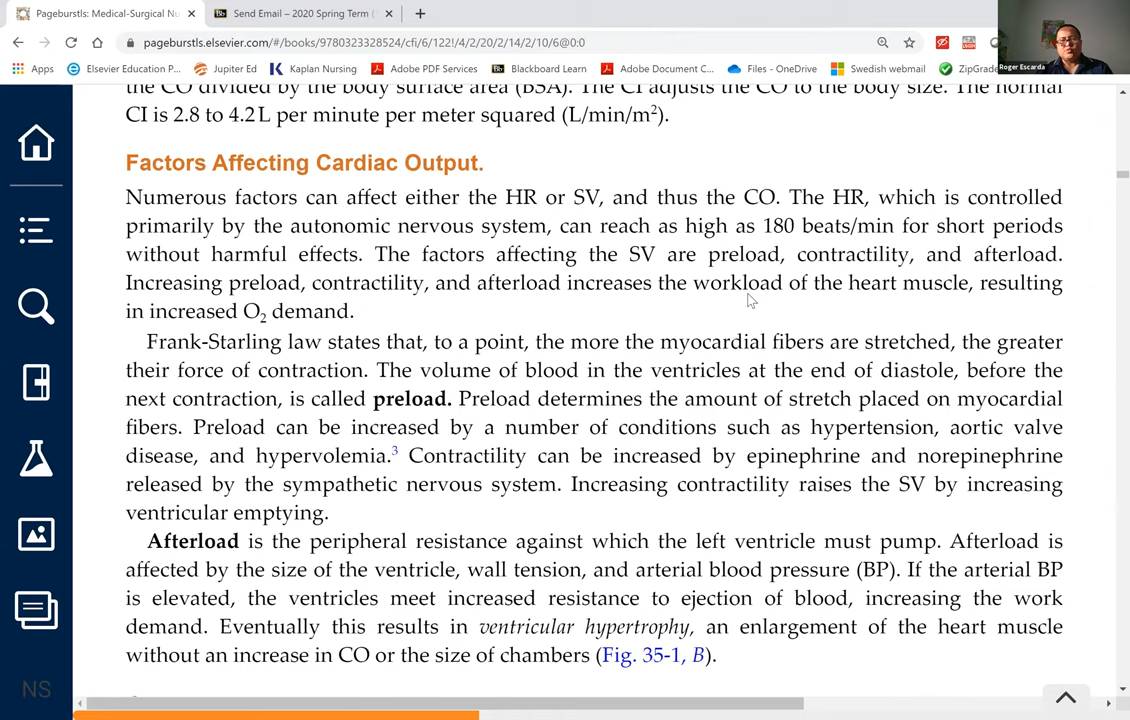 Pageburstls: Medical-Surgical Nu
Send Email – 2020 Spring Term (
pageburstls.elsevier.com/#/books/9780323328524/cfi/6/122!/4/2/20/2/14/2/10/6@0:0
Apps Elsevier Education P... Jupiter Ed Kaplan Nursing Adobe PDF Services Blackboard Learn Adobe Document C... Files - OneDrive Swedish webmail ZipGrade
Roger Escarda
the CO divided by the body surface area (BSA). The CI adjusts the CO to the body size. The normal
CI is 2.8 to 4.2 L per minute per meter squared (L/min/m²).
Factors Affecting Cardiac Output.
Numerous factors can affect either the HR or SV, and thus the CO. The HR, which is controlled
primarily by the autonomic nervous system, can reach as high as 180 beats/min for short periods
without harmful effects. The factors affecting the SV are preload, contractility, and afterload.
Increasing preload, contractility, and afterload increases the workload of the heart muscle, resulting
in increased O₂ demand.
Frank-Starling law states that, to a point, the more the myocardial fibers are stretched, the greater
their force of contraction. The volume of blood in the ventricles at the end of diastole, before the
next contraction, is called preload. Preload determines the amount of stretch placed on myocardial
fibers. Preload can be increased by a number of conditions such as hypertension, aortic valve
disease, and hypervolemia.³ Contractility can be increased by epinephrine and norepinephrine
released by the sympathetic nervous system. Increasing contractility raises the SV by increasing
ventricular emptying.
Afterload is the peripheral resistance against which the left ventricle must pump. Afterload is
affected by the size of the ventricle, wall tension, and arterial blood pressure (BP). If the arterial BP
is elevated, the ventricles meet increased resistance to ejection of blood, increasing the work
demand. Eventually this results in ventricular hypertrophy, an enlargement of the heart muscle
without an increase in CO or the size of chambers (Fig. 35-1, B).
NS